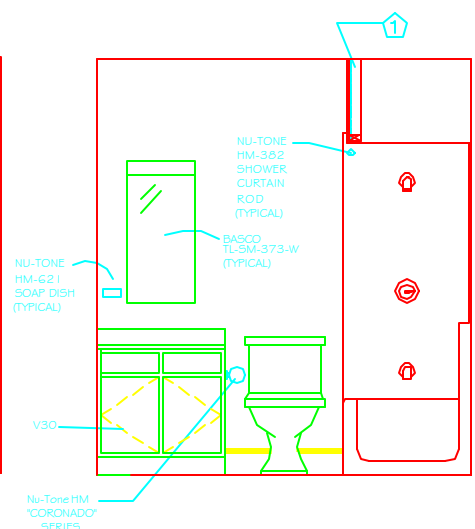 1
NU-TONE
HM-382
SHOWER
CURTAIN
ROD
(TYPICAL)
BASCO
TL-SM-373-W
(TYPICAL)
NU-TONE
HM-621
SOAP DISH
(TYPICAL)
V30
Nu-Tone HM
"CORONADO"
SERIES